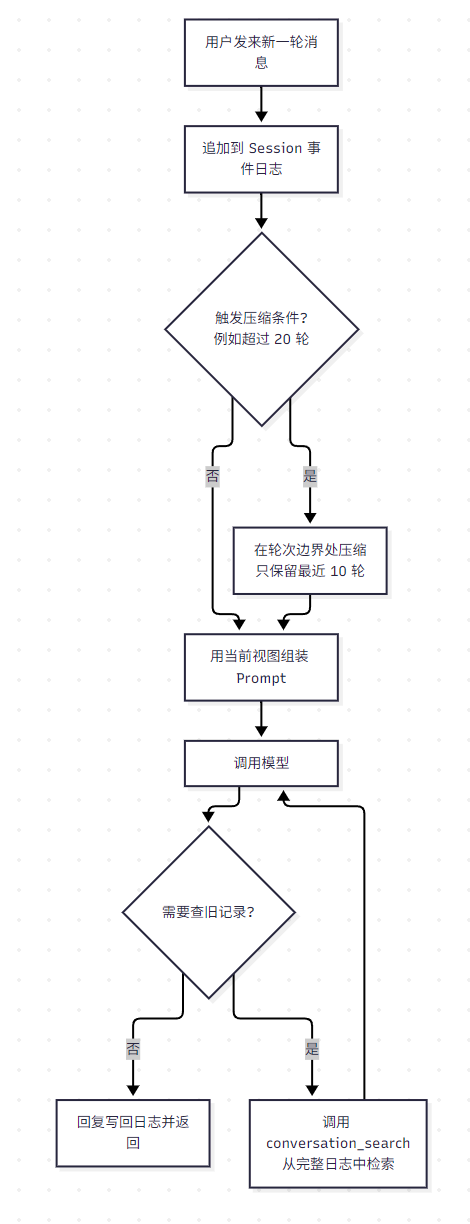 用户发来新一轮消
息
追加到 Session 事
件日志
触发压缩条件?
例如超过 20 轮
否
是
在轮次边界处压缩
只保留最近 10 轮
用当前视图组装
Prompt
调用模型
需要查旧记录?
否
是
回复写回日志并返
回
调用
conversation_search
从完整日志中检索